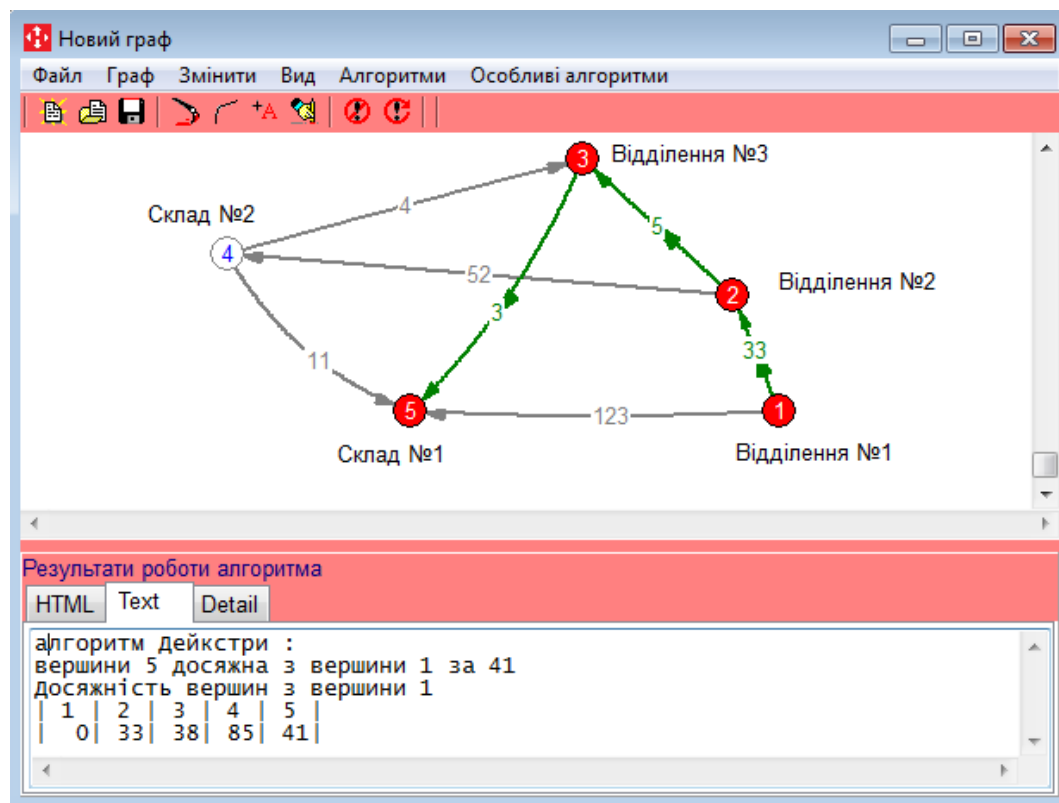 Новий граф
Файл Граф Змінити Вид Алгоритми Особливі алгоритми
+A
3 Відділення №3
4
Склад №2
5
4
52
Відділення №2
2
3
33
11
5
123
1
Склад №1
Відділення №1
Результати роботи алгоритма
HTML Text Detail
алгоритм Дейкстри :
вершини 5 досяжна з вершини 1 за 41
Досяжність вершин з вершини 1
| 1 | 2 | 3 | 4 | 5 |
| 0| 33| 38| 85| 41|